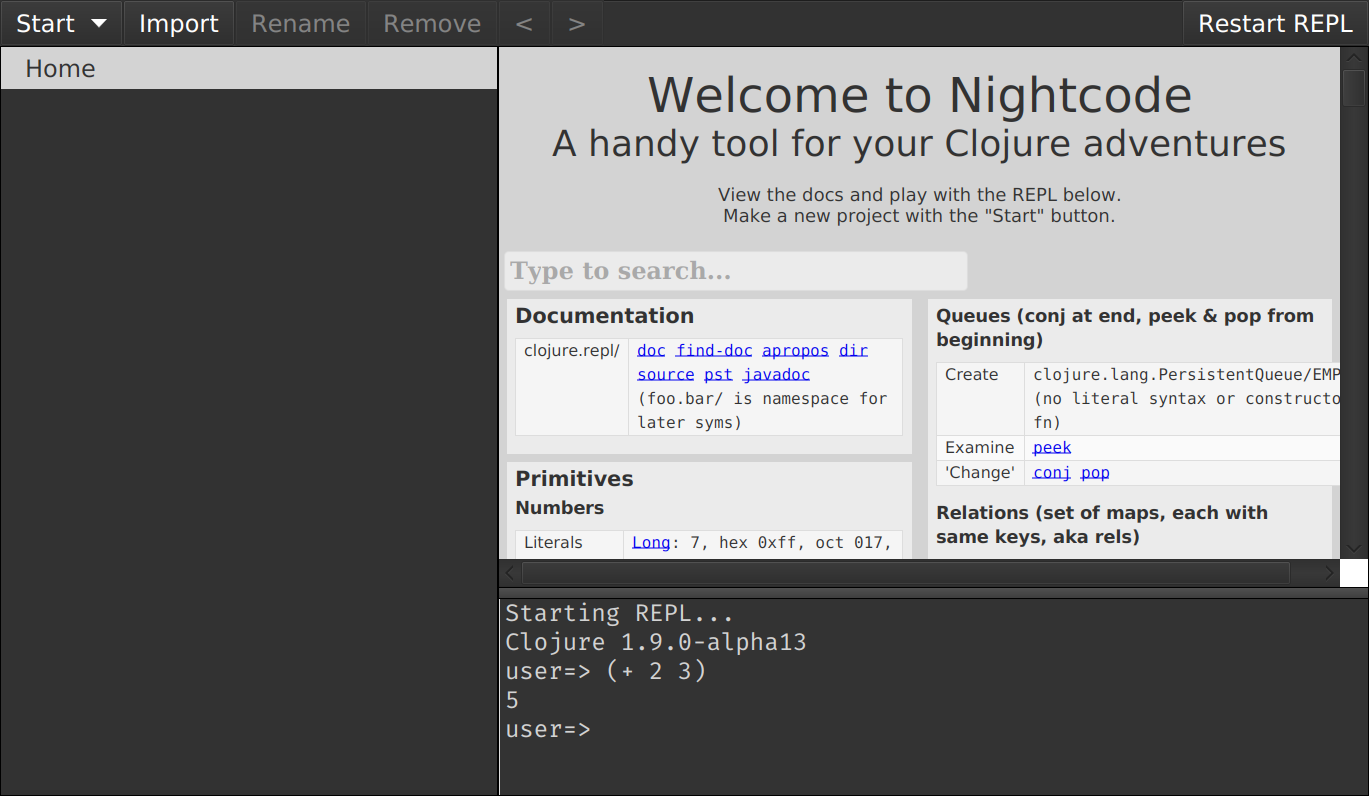 Start Import Rename Remove < > Restart REPL
Home
Welcome to Nightcode
A handy tool for your Clojure adventures
View the docs and play with the REPL below.
Make a new project with the "Start" button.
Type to search...
Documentation
clojure.repl/ doc find-doc apropos dir
source pst javadoc
(foo.bar/ is namespace for
later syms)
Primitives
Numbers
Literals Long: 7, hex 0xff, oct 017,
Queues (conj at end, peek & pop from
beginning)
Create clojure.lang.PersistentQueue/EMP
(no literal syntax or constructo
fn)
Examine peek
'Change' conj pop
Relations (set of maps, each with
same keys, aka rels)
Starting REPL...
Clojure 1.9.0-alpha13
user=> (+ 2 3)
5
user=>